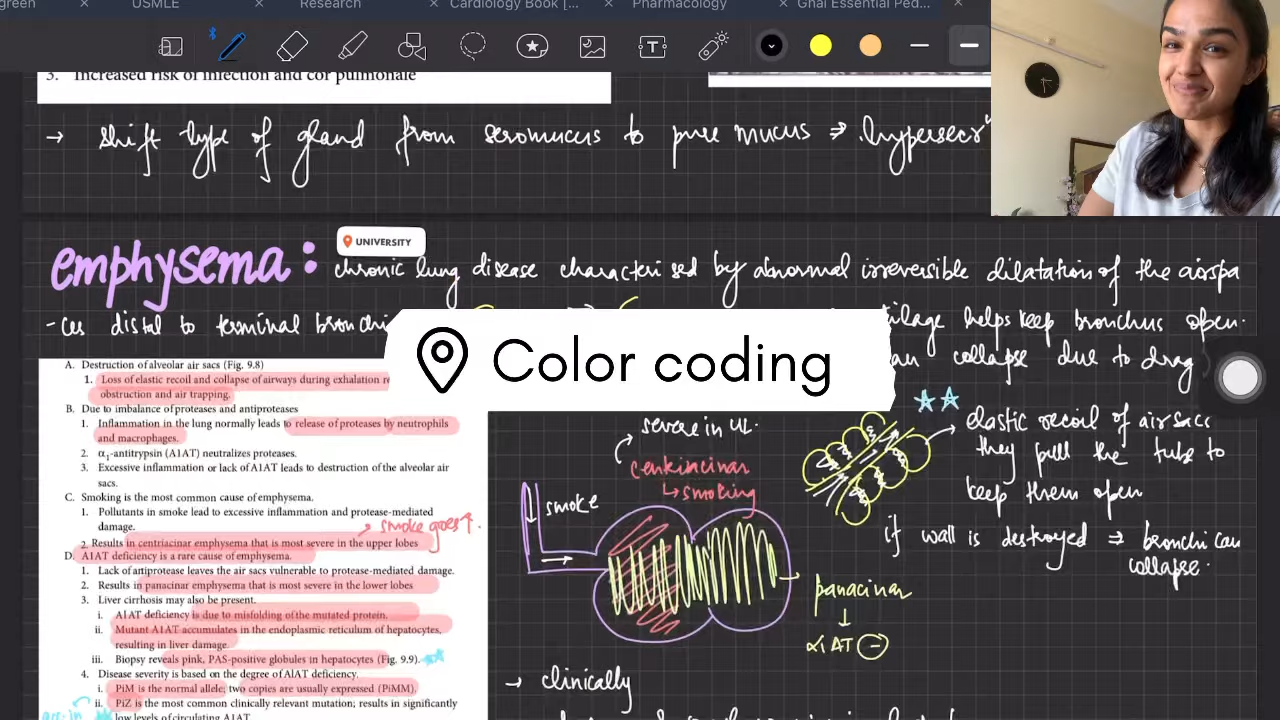 green USMLE Research Cardiology Book [... Pharmacology Ghai Essential Ped...
3. Increased risk of infection and cor pulmonale
→ shift type of gland from seromucus to pure mucus ⇒ hypersecrⁿ
emphysema :
UNIVERSITY
chronic lung disease characterised by abnormal irreversible dilatation of the airspa
-ces distal to terminal bronchi
helps keep bronchus open.
collapse due to drag
Color coding
A. Destruction of alveolar air sacs (Fig. 9.8)
1. Loss of elastic recoil and collapse of airways during exhalation
obstruction and air trapping.
B. Due to imbalance of proteases and antiproteases
1. Inflammation in the lung normally leads to release of proteases by neutrophils
and macrophages.
2. α₁-antitrypsin (A1AT) neutralizes proteases.
3. Excessive inflammation or lack of A1AT leads to destruction of the alveolar air
sacs.
C. Smoking is the most common cause of emphysema.
1. Pollutants in smoke lead to excessive inflammation and protease-mediated
damage.
→ smoke goes ↑.
2. Results in centriacinar emphysema that is most severe in the upper lobes
D. A1AT deficiency is a rare cause of emphysema.
1. Lack of antiprotease leaves the air sacs vulnerable to protease-mediated damage.
2. Results in panacinar emphysema that is most severe in the lower lobes
3. Liver cirrhosis may also be present.
i. A1AT deficiency is due to misfolding of the mutated protein.
ii. Mutant A1AT accumulates in the endoplasmic reticulum of hepatocytes,
resulting in liver damage.
iii. Biopsy reveals pink, PAS-positive globules in hepatocytes (Fig. 9.9).
4. Disease severity is based on the degree of A1AT deficiency.
i. PiM is the normal allele; two copies are usually expressed (PiMM).
ii. PiZ is the most common clinically relevant mutation; results in significantly
low levels of circulating A1AT.
severe in UL.
centriacinar
↳ smoking
smoke
panacinar
↓
α1AT ⊖
elastic recoil of airsacs
they pull the tube to
keep them open
if wall is destroyed ⇒ bronchi can
collapse.
→ clinically